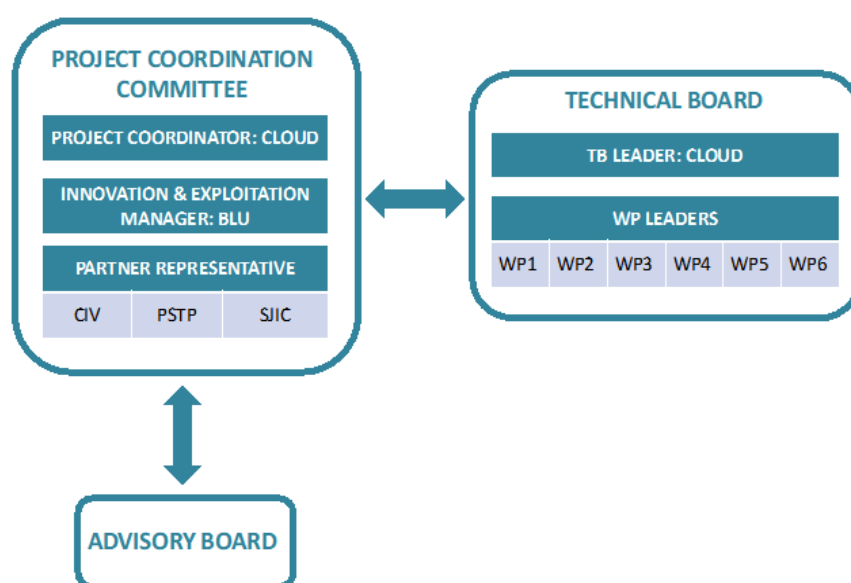 PROJECT COORDINATION
COMMITTEE
PROJECT COORDINATOR: CLOUD
INNOVATION & EXPLOITATION
MANAGER: BLU
PARTNER REPRESENTATIVE
CIV PSTP SJIC
TECHNICAL BOARD
TB LEADER: CLOUD
WP LEADERS
WP1 WP2 WP3 WP4 WP5 WP6
ADVISORY BOARD